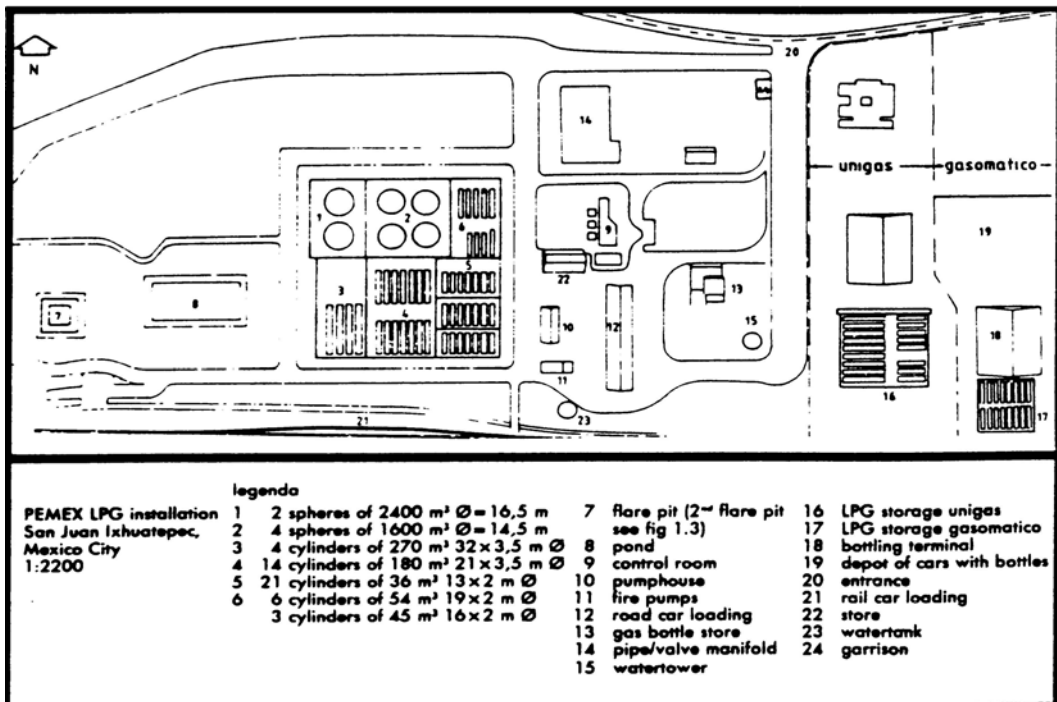 N
20
14
unigas
gasomatico
1
2
6
9
19
5
22
3
13
8
4
7
10
12
15
18
11
16
21
23
17
PEMEX LPG installation
San Juan Ixhuatepec,
Mexico City
1:2200
legenda
1 2 spheres of 2400 m³ Ø = 16,5 m
2 4 spheres of 1600 m³ Ø = 14,5 m
3 4 cylinders of 270 m³ 32 × 3,5 m Ø
4 14 cylinders of 180 m³ 21 × 3,5 m Ø
5 21 cylinders of 36 m³ 13 × 2 m Ø
6 6 cylinders of 54 m³ 19 × 2 m Ø
3 cylinders of 45 m³ 16 × 2 m Ø
7 flare pit (2ⁿᵈ flare pit
see fig 1.3)
8 pond
9 control room
10 pumphouse
11 fire pumps
12 road car loading
13 gas bottle store
14 pipe/valve manifold
15 watertower
16 LPG storage unigas
17 LPG storage gasomatico
18 bottling terminal
19 depot of cars with bottles
20 entrance
21 rail car loading
22 store
23 watertank
24 garrison